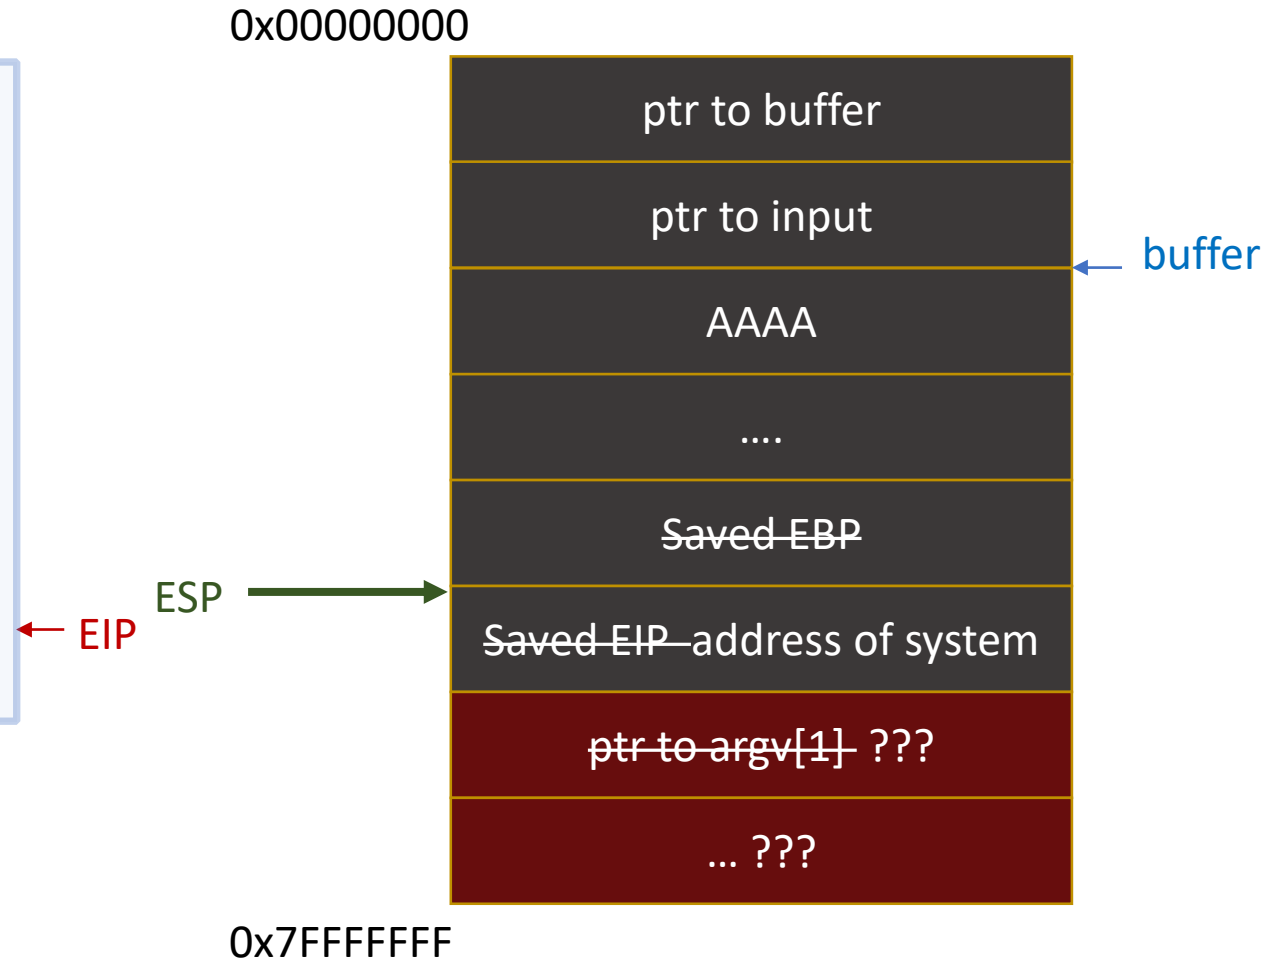 0x00000000
ptr to buffer
ptr to input
buffer
AAAA
....
Saved EBP
ESP
EIP
Saved EIP address of system
ptr to argv[1] ???
... ???
0x7FFFFFFF